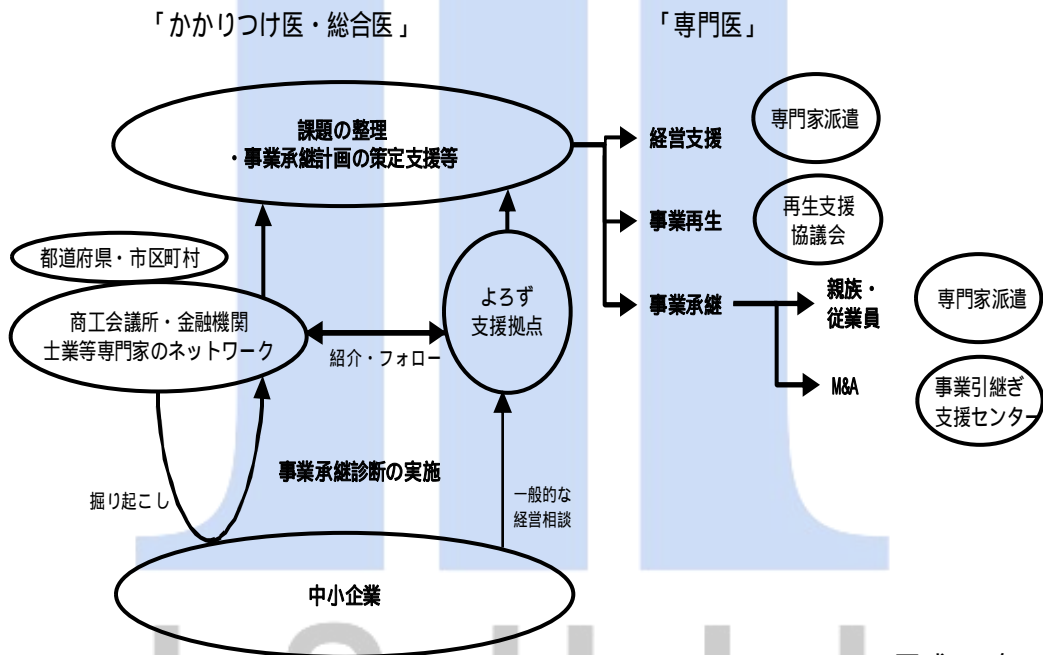 「かかりつけ医・総合医」
「専門医」
課題の整理
・事業承継計画の策定支援等
経営支援
専門家派遣
事業再生
再生支援
協議会
都道府県・市区町村
商工会議所・金融機関
士業等専門家のネットワーク
紹介・フォロー
よろず
支援拠点
事業承継
親族・
従業員
専門家派遣
M&A
事業引継ぎ
支援センター
事業承継診断の実施
掘り起こし
一般的な
経営相談
中小企業